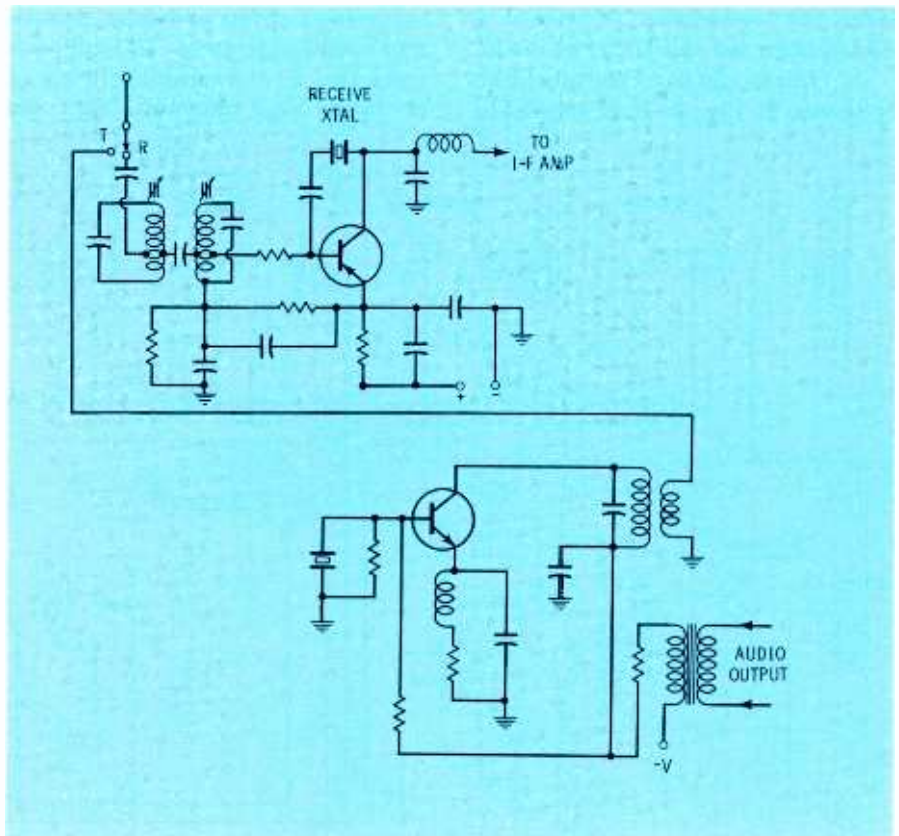 RECEIVE
XTAL
T
R
TO
I-F AMP
+
-
AUDIO
OUTPUT
-V